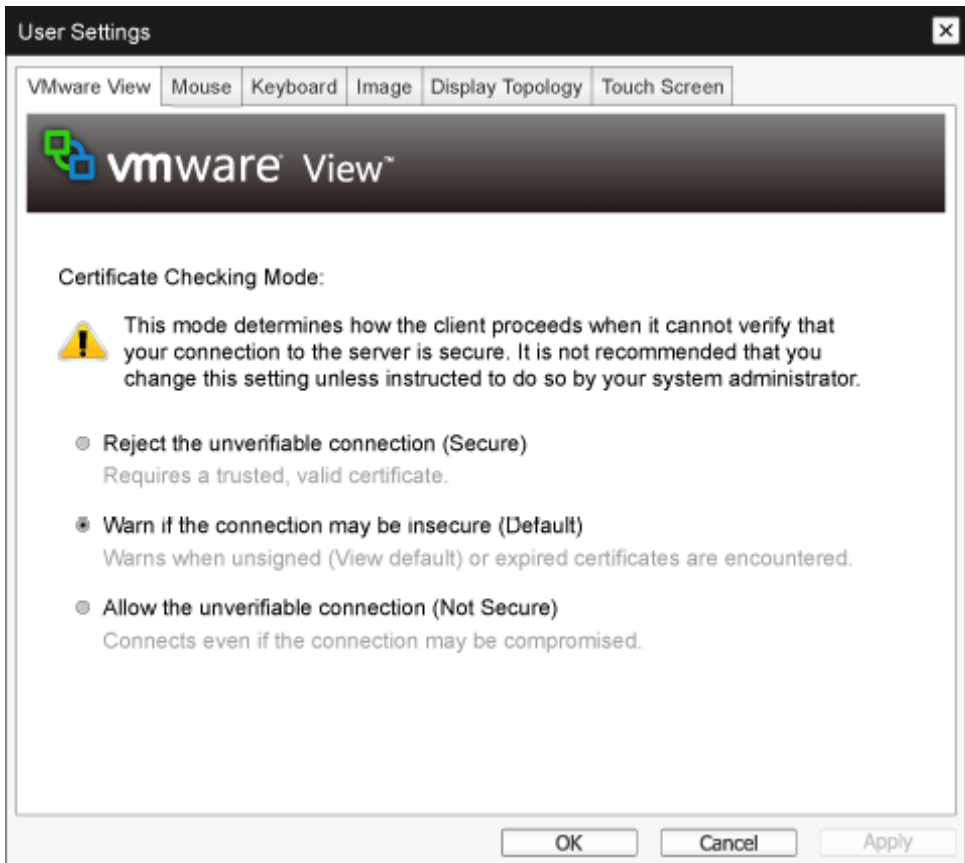 User Settings
VMware View Mouse Keyboard Image Display Topology Touch Screen
vmware View™
Certificate Checking Mode:
This mode determines how the client proceeds when it cannot verify that
your connection to the server is secure. It is not recommended that you
change this setting unless instructed to do so by your system administrator.
Reject the unverifiable connection (Secure)
Requires a trusted, valid certificate.
Warn if the connection may be insecure (Default)
Warns when unsigned (View default) or expired certificates are encountered.
Allow the unverifiable connection (Not Secure)
Connects even if the connection may be compromised.
OK Cancel Apply